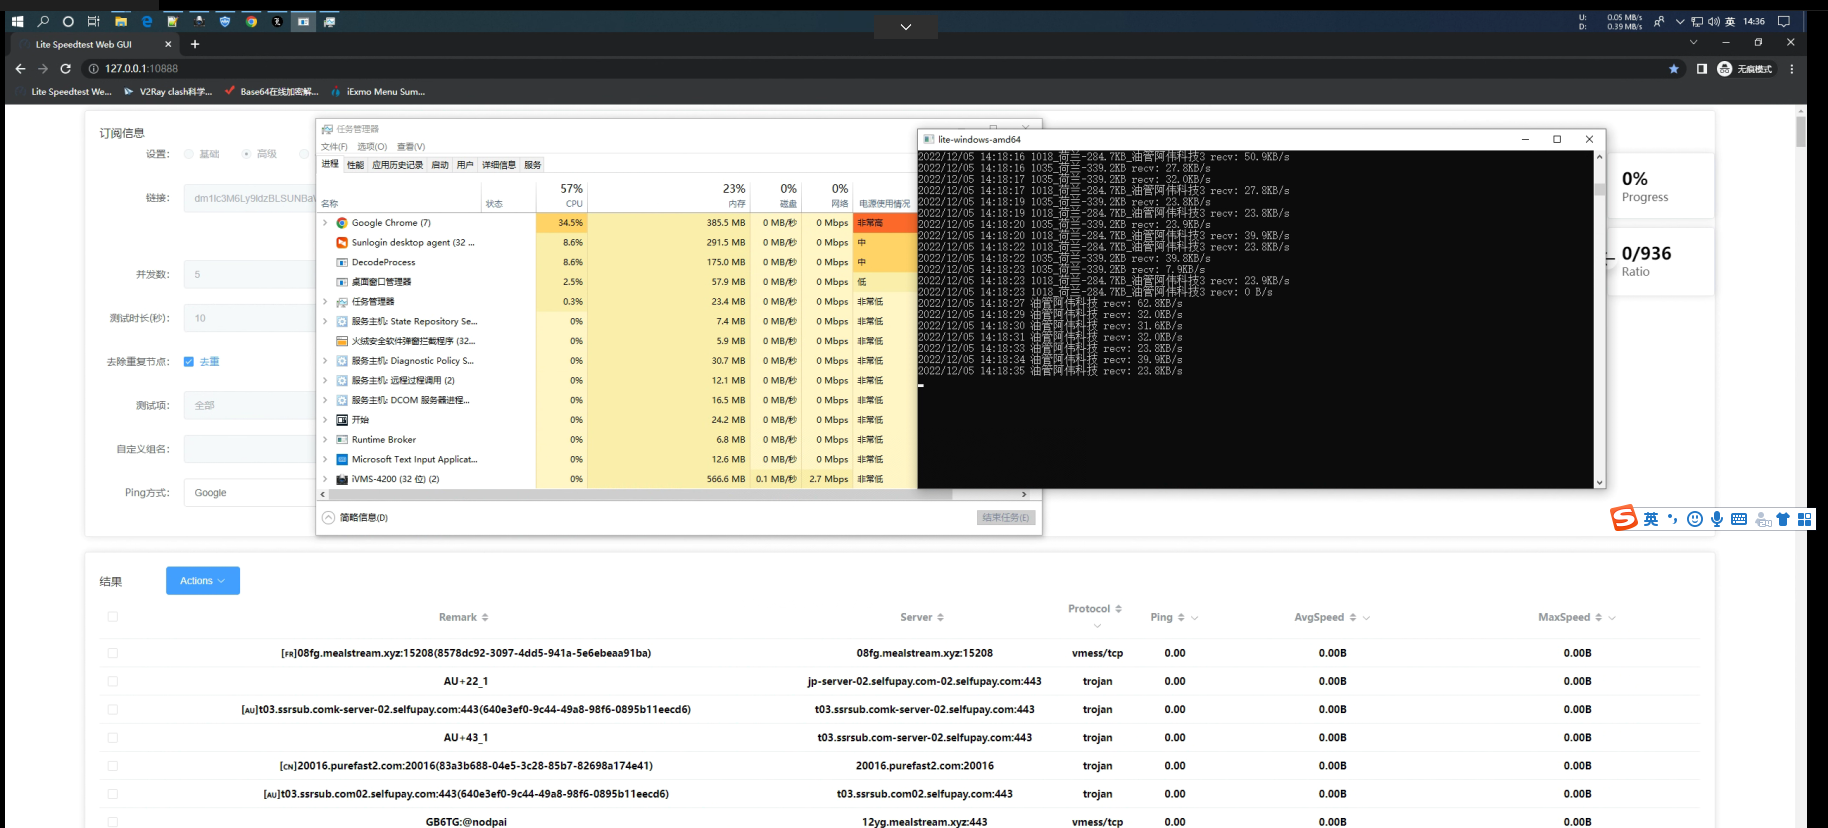 U: 0.05 MB/s
D: 0.39 MB/s
英 14:36
Lite Speedtest Web GUI
127.0.0.1:10888
无痕模式
Lite Speedtest We...
V2Ray clash科学...
Base64在线加密解...
iExmo Menu Sum...
订阅信息
设置:
基础
高级
链接:
并发数:
5
测试时长(秒):
10
去除重复节点:
去重
测试项:
全部
自定义组名:
Ping方式:
Google
任务管理器
文件(F) 选项(O) 查看(V)
进程 性能 应用历史记录 启动 用户 详细信息 服务
57% 23% 0% 0%
名称 状态 CPU 内存 磁盘 网络 电源使用情况
Google Chrome (7) 34.5% 385.5 MB 0 MB/秒 0 Mbps 非常高
Sunlogin desktop agent (32 ... 8.6% 291.5 MB 0 MB/秒 0 Mbps 中
DecodeProcess 8.6% 175.0 MB 0 MB/秒 0 Mbps 中
桌面窗口管理器 2.5% 57.9 MB 0 MB/秒 0 Mbps 低
任务管理器 0.3% 23.4 MB 0 MB/秒 0 Mbps 非常低
服务主机: State Repository Se... 0% 7.4 MB 0 MB/秒 0 Mbps 非常低
火绒安全软件弹窗拦截程序 (32... 0% 5.9 MB 0 MB/秒 0 Mbps 非常低
服务主机: Diagnostic Policy S... 0% 30.7 MB 0 MB/秒 0 Mbps 非常低
服务主机: 远程过程调用 (2) 0% 12.1 MB 0 MB/秒 0 Mbps 非常低
服务主机: DCOM 服务器进程... 0% 16.5 MB 0 MB/秒 0 Mbps 非常低
开始 0% 24.2 MB 0 MB/秒 0 Mbps 非常低
Runtime Broker 0% 6.8 MB 0 MB/秒 0 Mbps 非常低
Microsoft Text Input Applicat... 0% 12.6 MB 0 MB/秒 0 Mbps 非常低
iVMS-4200 (32 位) (2) 0% 566.6 MB 0.1 MB/秒 2.7 Mbps 非常低
简略信息(D)
结束任务(E)
lite-windows-amd64
2022/12/05 14:18:16 1018_荷兰-284.7KB_油管阿伟科技3 recv: 50.9KB/s
2022/12/05 14:18:16 1035_荷兰-339.2KB recv: 27.8KB/s
2022/12/05 14:18:17 1035_荷兰-339.2KB recv: 32.0KB/s
2022/12/05 14:18:17 1018_荷兰-284.7KB_油管阿伟科技3 recv: 27.8KB/s
2022/12/05 14:18:19 1035_荷兰-339.2KB recv: 23.8KB/s
2022/12/05 14:18:19 1018_荷兰-284.7KB_油管阿伟科技3 recv: 23.8KB/s
2022/12/05 14:18:20 1035_荷兰-339.2KB recv: 23.9KB/s
2022/12/05 14:18:20 1018_荷兰-284.7KB_油管阿伟科技3 recv: 39.9KB/s
2022/12/05 14:18:22 1018_荷兰-284.7KB_油管阿伟科技3 recv: 23.8KB/s
2022/12/05 14:18:22 1035_荷兰-339.2KB recv: 39.8KB/s
2022/12/05 14:18:23 1035_荷兰-339.2KB recv: 7.9KB/s
2022/12/05 14:18:23 1018_荷兰-284.7KB_油管阿伟科技3 recv: 23.9KB/s
2022/12/05 14:18:23 1018_荷兰-284.7KB_油管阿伟科技3 recv: 0 B/s
2022/12/05 14:18:27 油管阿伟科技 recv: 62.8KB/s
2022/12/05 14:18:29 油管阿伟科技 recv: 32.0KB/s
2022/12/05 14:18:30 油管阿伟科技 recv: 31.6KB/s
2022/12/05 14:18:31 油管阿伟科技 recv: 32.0KB/s
2022/12/05 14:18:33 油管阿伟科技 recv: 23.8KB/s
2022/12/05 14:18:34 油管阿伟科技 recv: 39.9KB/s
2022/12/05 14:18:35 油管阿伟科技 recv: 23.8KB/s
0%
Progress
0/936
Ratio
英
结果
Actions
Remark Server Protocol Ping AvgSpeed MaxSpeed
[FR]08fg.mealstream.xyz:15208(8578dc92-3097-4dd5-941a-5e6ebeaa91ba) 08fg.mealstream.xyz:15208 vmess/tcp 0.00 0.00B 0.00B
AU+22_1 jp-server-02.selfupay.com-02.selfupay.com:443 trojan 0.00 0.00B 0.00B
[AU]t03.ssrsub.comk-server-02.selfupay.com:443(640e3ef0-9c44-49a8-98f6-0895b11eecd6) t03.ssrsub.comk-server-02.selfupay.com:443 trojan 0.00 0.00B 0.00B
AU+43_1 t03.ssrsub.com-server-02.selfupay.com:443 trojan 0.00 0.00B 0.00B
[CN]20016.purefast2.com:20016(83a3b688-04e5-3c28-85b7-82698a174e41) 20016.purefast2.com:20016 trojan 0.00 0.00B 0.00B
[AU]t03.ssrsub.com02.selfupay.com:443(640e3ef0-9c44-49a8-98f6-0895b11eecd6) t03.ssrsub.com02.selfupay.com:443 trojan 0.00 0.00B 0.00B
GB6TG:@nodpai 12yg.mealstream.xyz:443 vmess/tcp 0.00 0.00B 0.00B